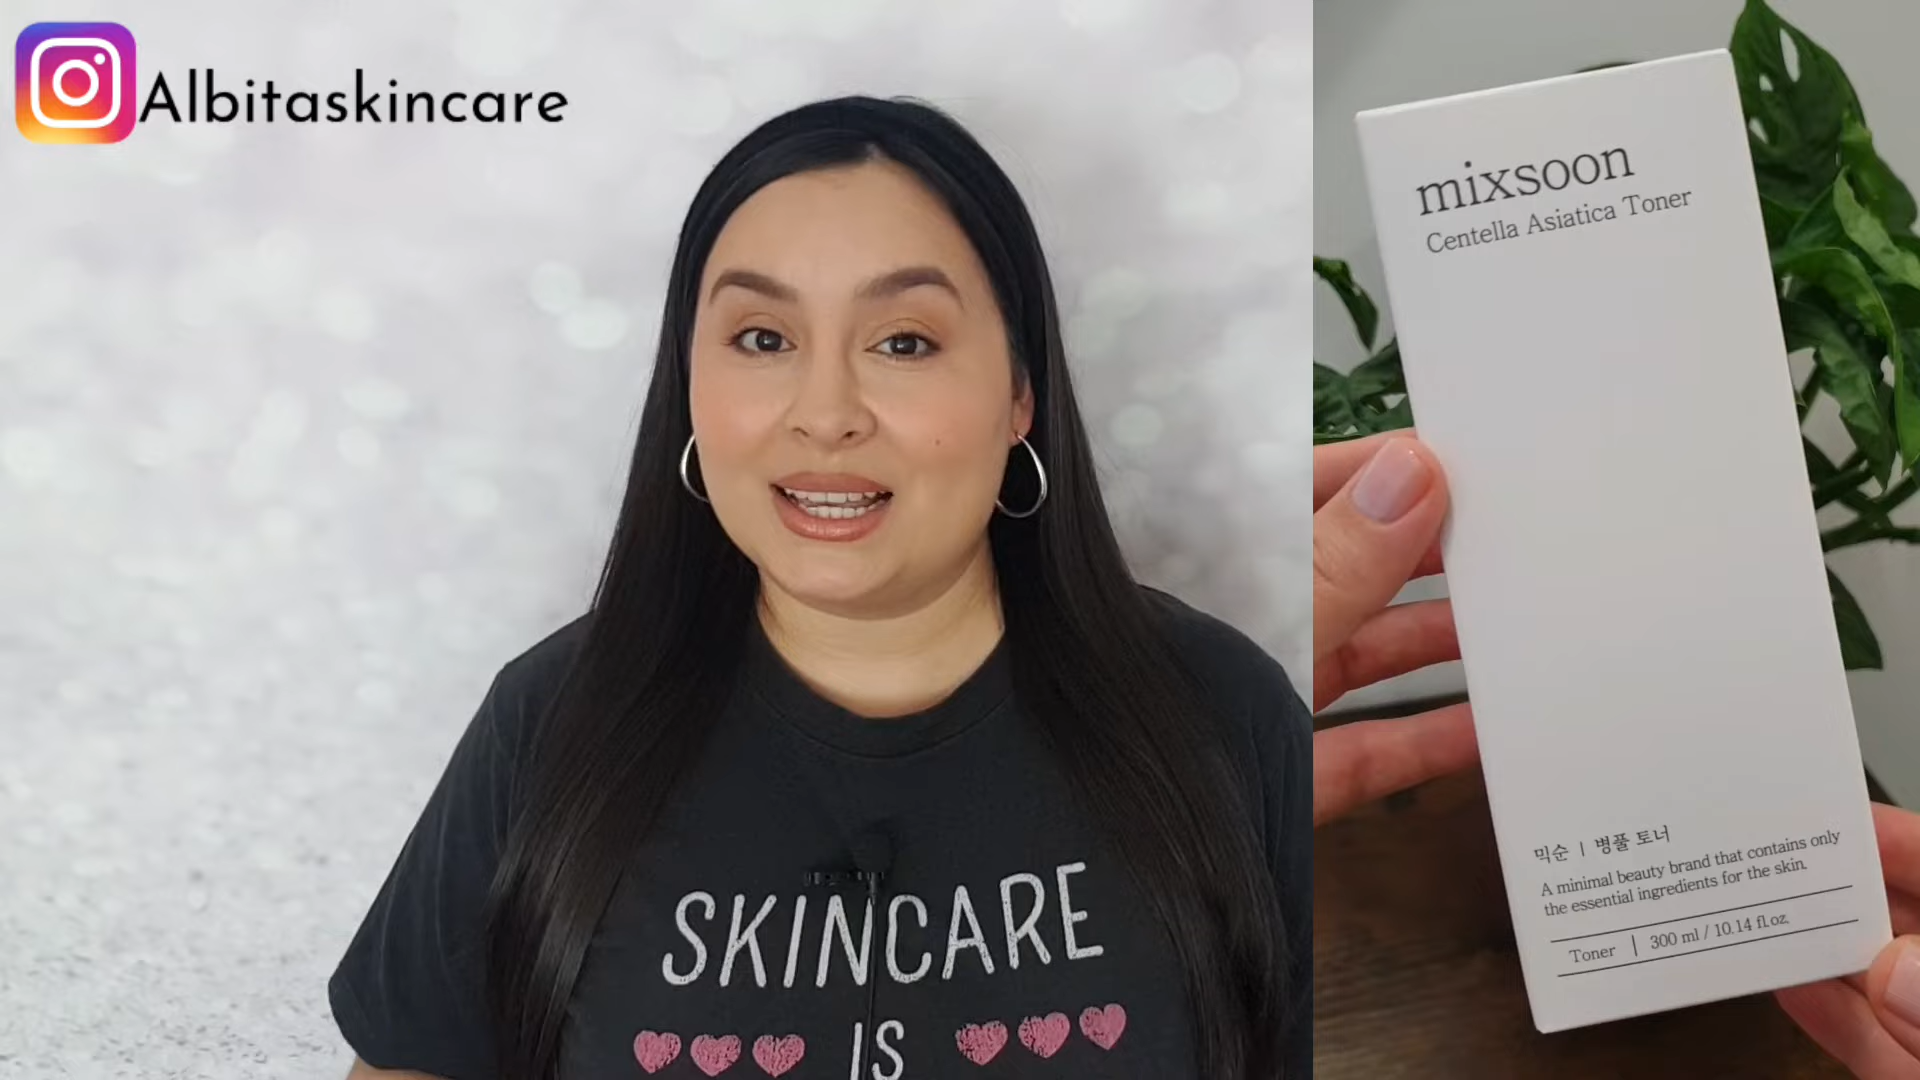 Albitaskincare
SKINCARE
IS
mixsoon
Centella Asiatica Toner
믹순 | 병풀 토너
A minimal beauty brand that contains only
the essential ingredients for the skin.
Toner | 300 ml / 10.14 fl.oz.